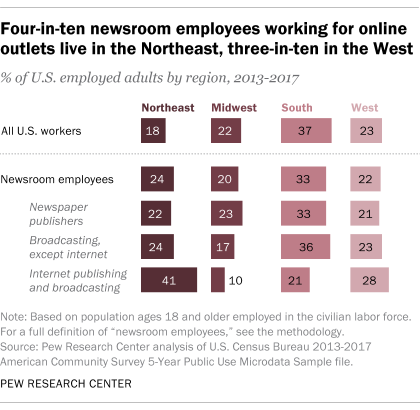 Four-in-ten newsroom employees working for online
outlets live in the Northeast, three-in-ten in the West
% of U.S. employed adults by region, 2013-2017
Northeast Midwest South West
All U.S. workers 18 22 37 23
Newsroom employees 24 20 33 22
Newspaper
publishers 22 23 33 21
Broadcasting,
except internet 24 17 36 23
Internet publishing
and broadcasting 41 10 21 28
Note: Based on population ages 18 and older employed in the civilian labor force.
For a full definition of “newsroom employees,” see the methodology.
Source: Pew Research Center analysis of U.S. Census Bureau 2013-2017
American Community Survey 5-Year Public Use Microdata Sample file.
PEW RESEARCH CENTER